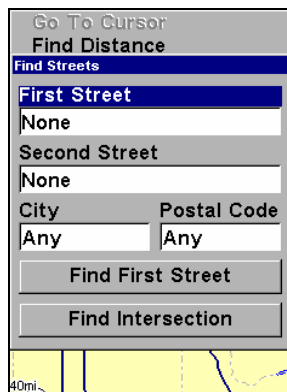 Go To Cursor
Find Distance
Find Streets
First Street
None
Second Street
None
City Postal Code
Any Any
Find First Street
Find Intersection
40mi